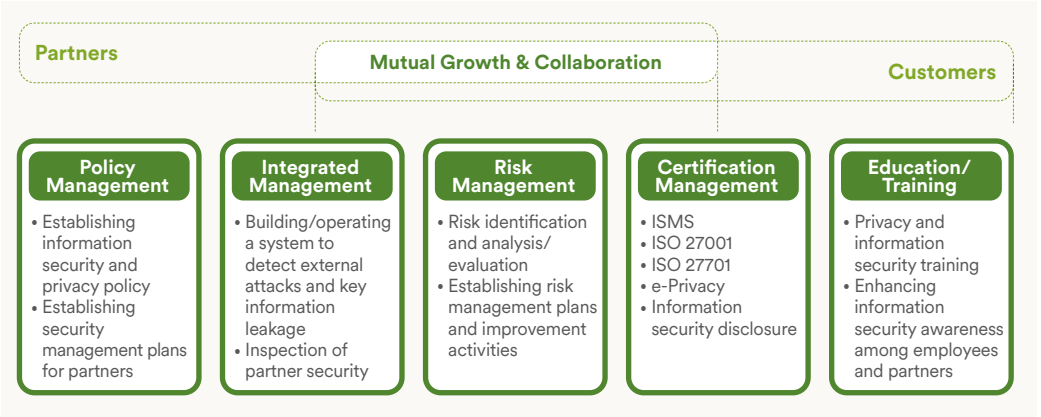 Partners
Mutual Growth & Collaboration
Customers
Policy
Management
• Establishing
information
security and
privacy policy
• Establishing
security
management plans
for partners
Integrated
Management
• Building/operating
a system to
detect external
attacks and key
information
leakage
• Inspection of
partner security
Risk
Management
• Risk identification
and analysis/
evaluation
• Establishing risk
management plans
and improvement
activities
Certification
Management
• ISMS
• ISO 27001
• ISO 27701
• e-Privacy
• Information
security disclosure
Education/
Training
• Privacy and
information
security training
• Enhancing
information
security awareness
among employees
and partners